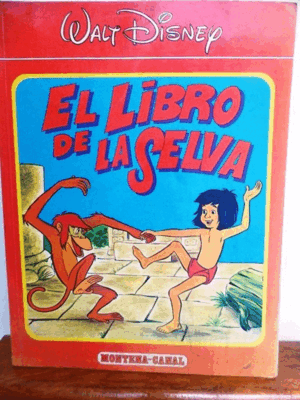 WALT DISNEY
EL LIBRO
DE LA SELVA
MONTENA-CANAL